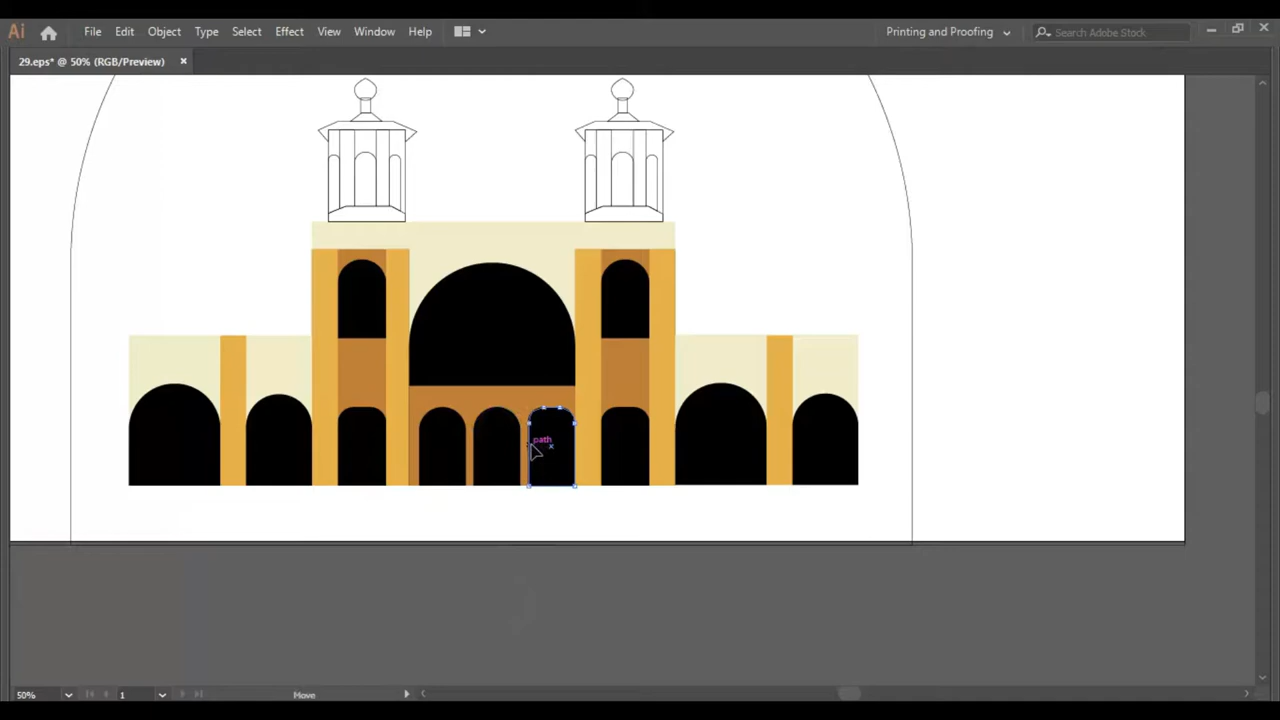 Ai File Edit Object Type Select Effect View Window Help Printing and Proofing Search Adobe Stock
29.eps* @ 50% (RGB/Preview) ×
path
50% 1 Move